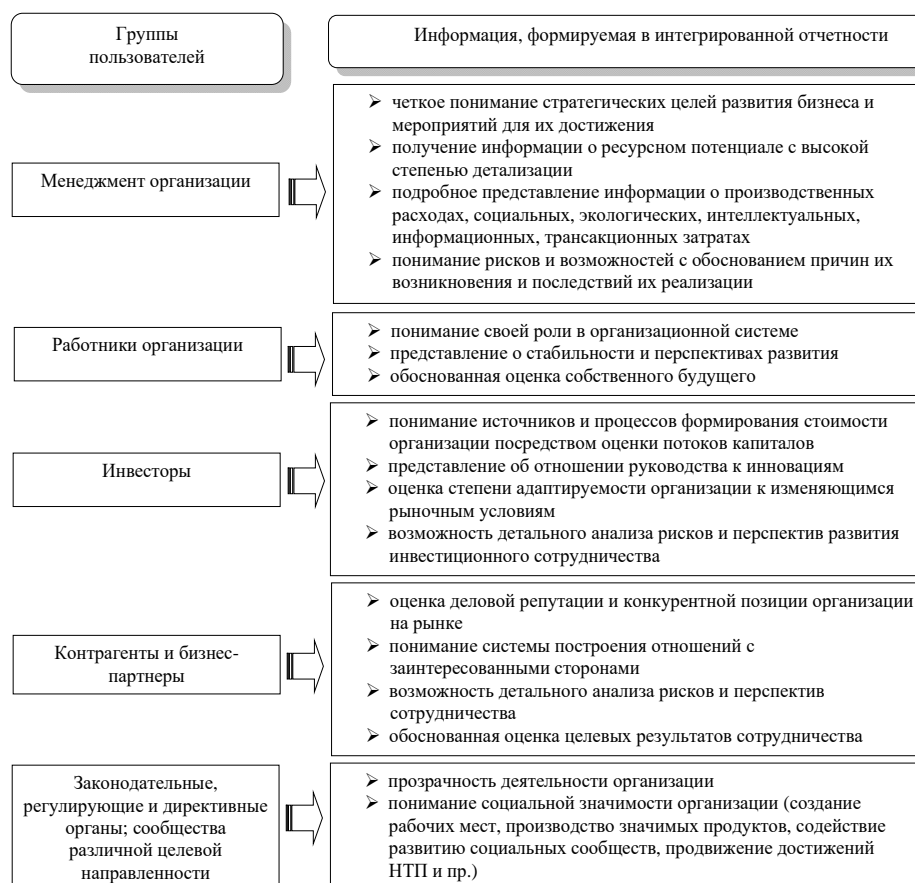 Группы
пользователей
Информация, формируемая в интегрированной отчетности
Менеджмент организации
четкое понимание стратегических целей развития бизнеса и
мероприятий для их достижения
получение информации о ресурсном потенциале с высокой
степенью детализации
подробное представление информации о производственных
расходах, социальных, экологических, интеллектуальных,
информационных, трансакционных затратах
понимание рисков и возможностей с обоснованием причин их
возникновения и последствий их реализации
Работники организации
понимание своей роли в организационной системе
представление о стабильности и перспективах развития
обоснованная оценка собственного будущего
Инвесторы
понимание источников и процессов формирования стоимости
организации посредством оценки потоков капиталов
представление об отношении руководства к инновациям
оценка степени адаптируемости организации к изменяющимся
рыночным условиям
возможность детального анализа рисков и перспектив развития
инвестиционного сотрудничества
Контрагенты и бизнес-
партнеры
оценка деловой репутации и конкурентной позиции организации
на рынке
понимание системы построения отношений с
заинтересованными сторонами
возможность детального анализа рисков и перспектив
сотрудничества
обоснованная оценка целевых результатов сотрудничества
Законодательные,
регулирующие и директивные
органы; сообщества
различной целевой
направленности
прозрачность деятельности организации
понимание социальной значимости организации (создание
рабочих мест, производство значимых продуктов, содействие
развитию социальных сообществ, продвижение достижений
НТП и пр.)